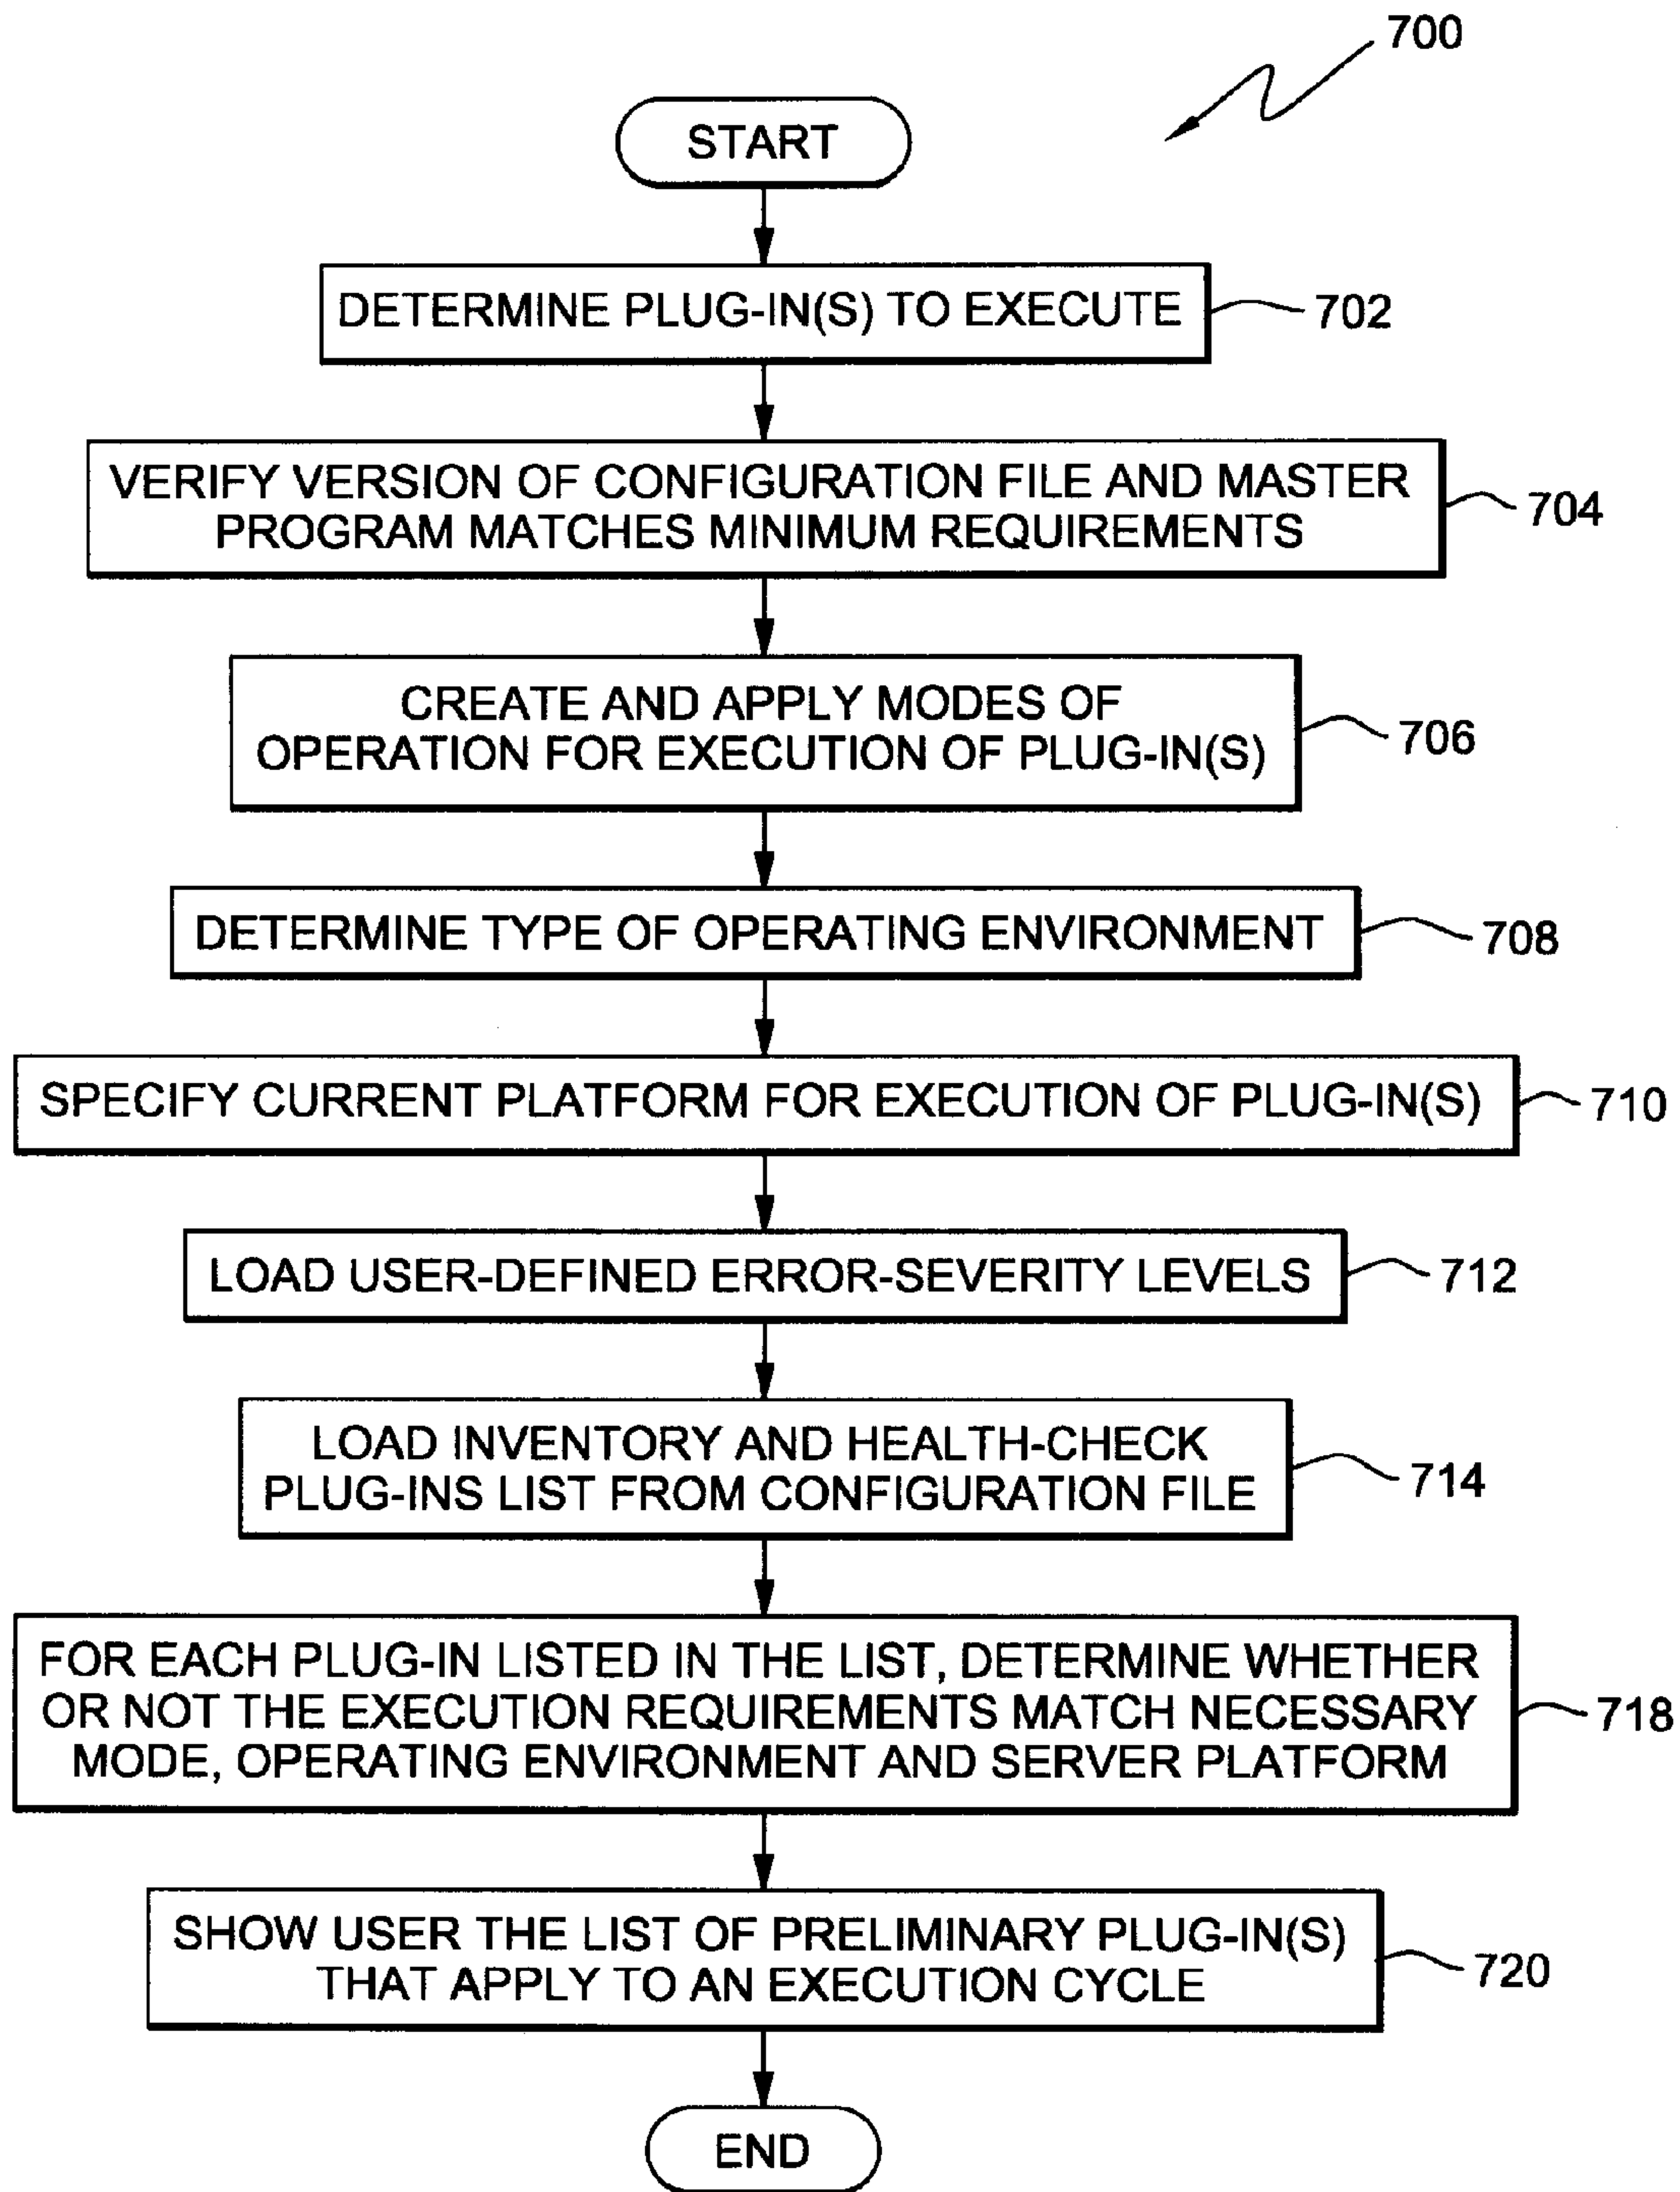 700
START
DETERMINE PLUG-IN(S) TO EXECUTE
702
VERIFY VERSION OF CONFIGURATION FILE AND MASTER
PROGRAM MATCHES MINIMUM REQUIREMENTS
704
CREATE AND APPLY MODES OF
OPERATION FOR EXECUTION OF PLUG-IN(S)
706
DETERMINE TYPE OF OPERATING ENVIRONMENT
708
SPECIFY CURRENT PLATFORM FOR EXECUTION OF PLUG-IN(S)
710
LOAD USER-DEFINED ERROR-SEVERITY LEVELS
712
LOAD INVENTORY AND HEALTH-CHECK
PLUG-INS LIST FROM CONFIGURATION FILE
714
FOR EACH PLUG-IN LISTED IN THE LIST, DETERMINE WHETHER
OR NOT THE EXECUTION REQUIREMENTS MATCH NECESSARY
MODE, OPERATING ENVIRONMENT AND SERVER PLATFORM
718
SHOW USER THE LIST OF PRELIMINARY PLUG-IN(S)
THAT APPLY TO AN EXECUTION CYCLE
720
END